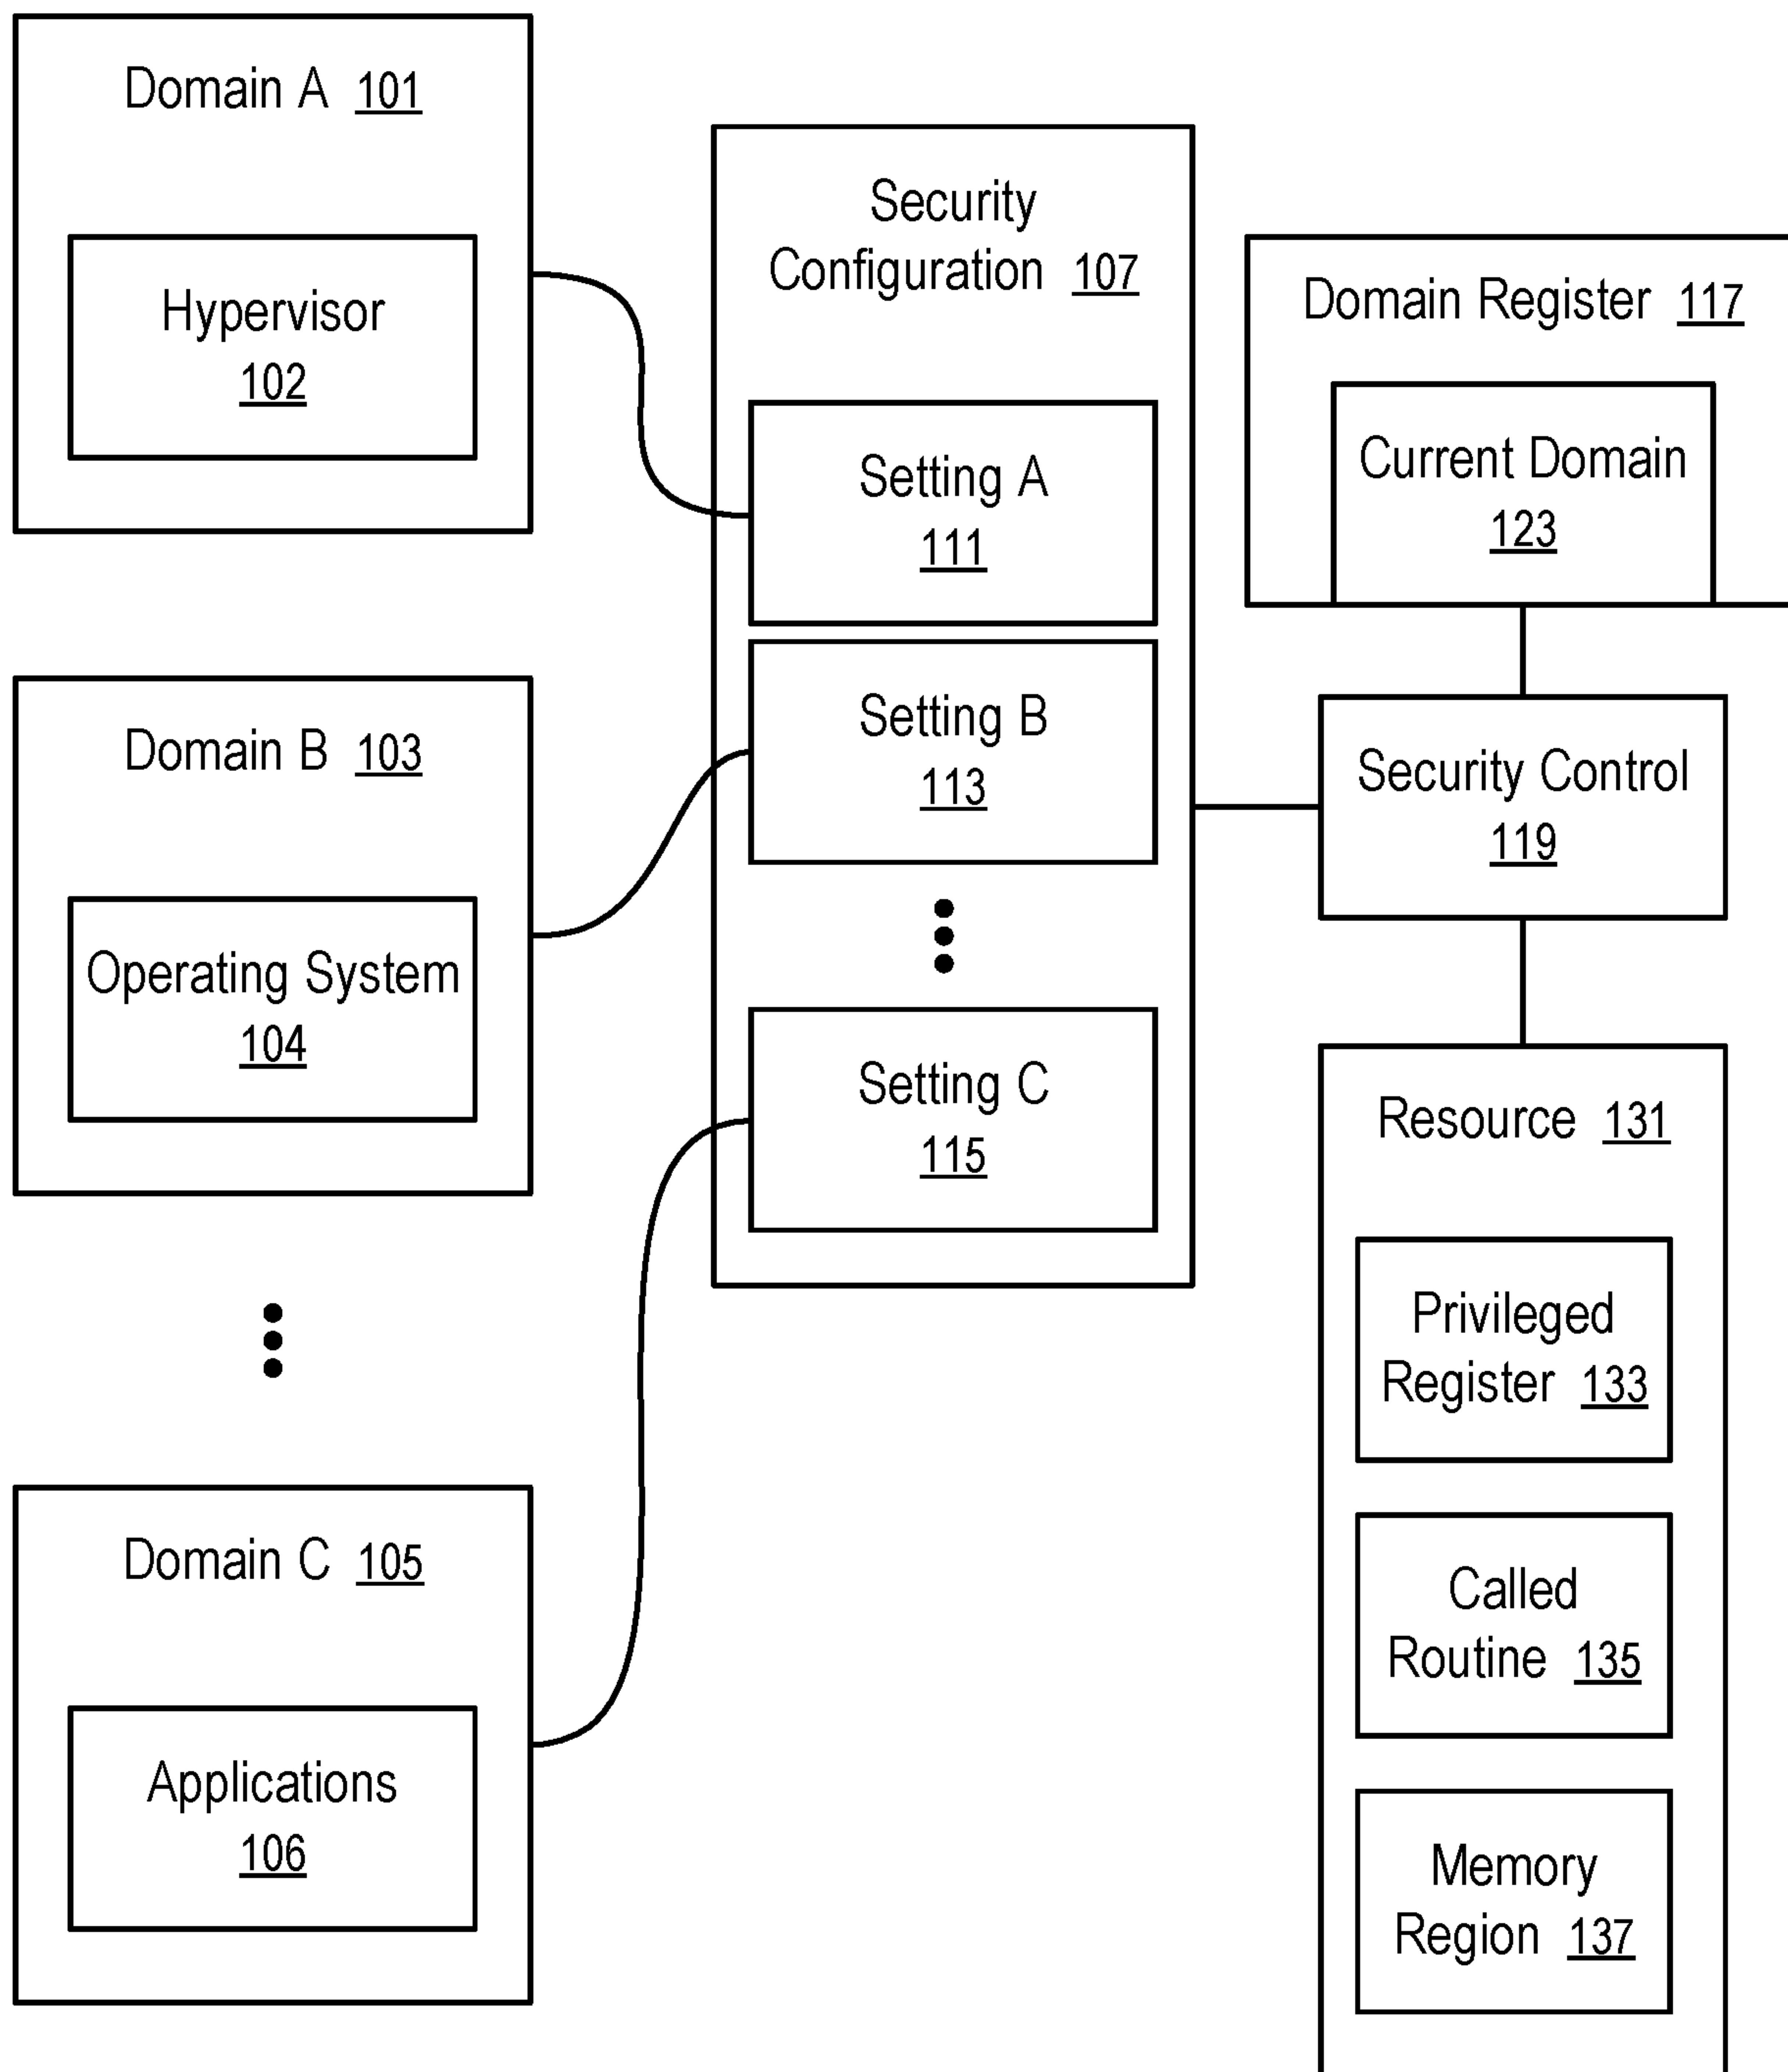 Domain A 101
Hypervisor
102
Domain B 103
Operating System
104
Domain C 105
Applications
106
Security
Configuration 107
Setting A
111
Setting B
113
Setting C
115
Domain Register 117
Current Domain
123
Security Control
119
Resource 131
Privileged
Register 133
Called
Routine 135
Memory
Region 137